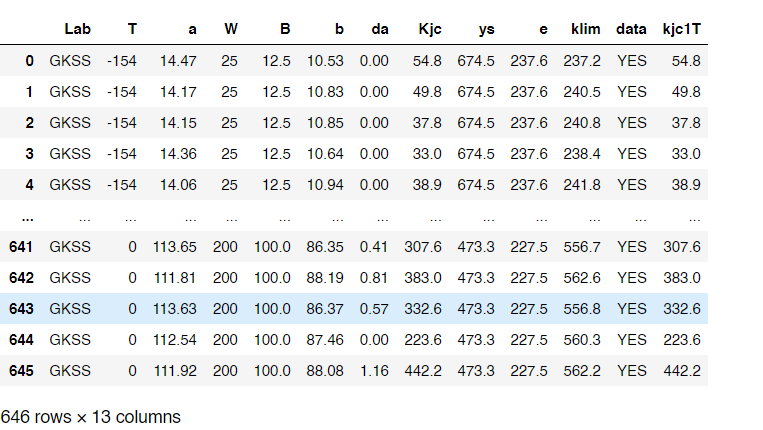 Lab T a W B b da Kjc ys e klim data kjc1T
0 GKSS -154 14.47 25 12.5 10.53 0.00 54.8 674.5 237.6 237.2 YES 54.8
1 GKSS -154 14.17 25 12.5 10.83 0.00 49.8 674.5 237.6 240.5 YES 49.8
2 GKSS -154 14.15 25 12.5 10.85 0.00 37.8 674.5 237.6 240.8 YES 37.8
3 GKSS -154 14.36 25 12.5 10.64 0.00 33.0 674.5 237.6 238.4 YES 33.0
4 GKSS -154 14.06 25 12.5 10.94 0.00 38.9 674.5 237.6 241.8 YES 38.9
... ... ... ... ... ... ... ... ... ... ... ... ... ...
641 GKSS 0 113.65 200 100.0 86.35 0.41 307.6 473.3 227.5 556.7 YES 307.6
642 GKSS 0 111.81 200 100.0 88.19 0.81 383.0 473.3 227.5 562.6 YES 383.0
643 GKSS 0 113.63 200 100.0 86.37 0.57 332.6 473.3 227.5 556.8 YES 332.6
644 GKSS 0 112.54 200 100.0 87.46 0.00 223.6 473.3 227.5 560.3 YES 223.6
645 GKSS 0 111.92 200 100.0 88.08 1.16 442.2 473.3 227.5 562.2 YES 442.2
646 rows × 13 columns